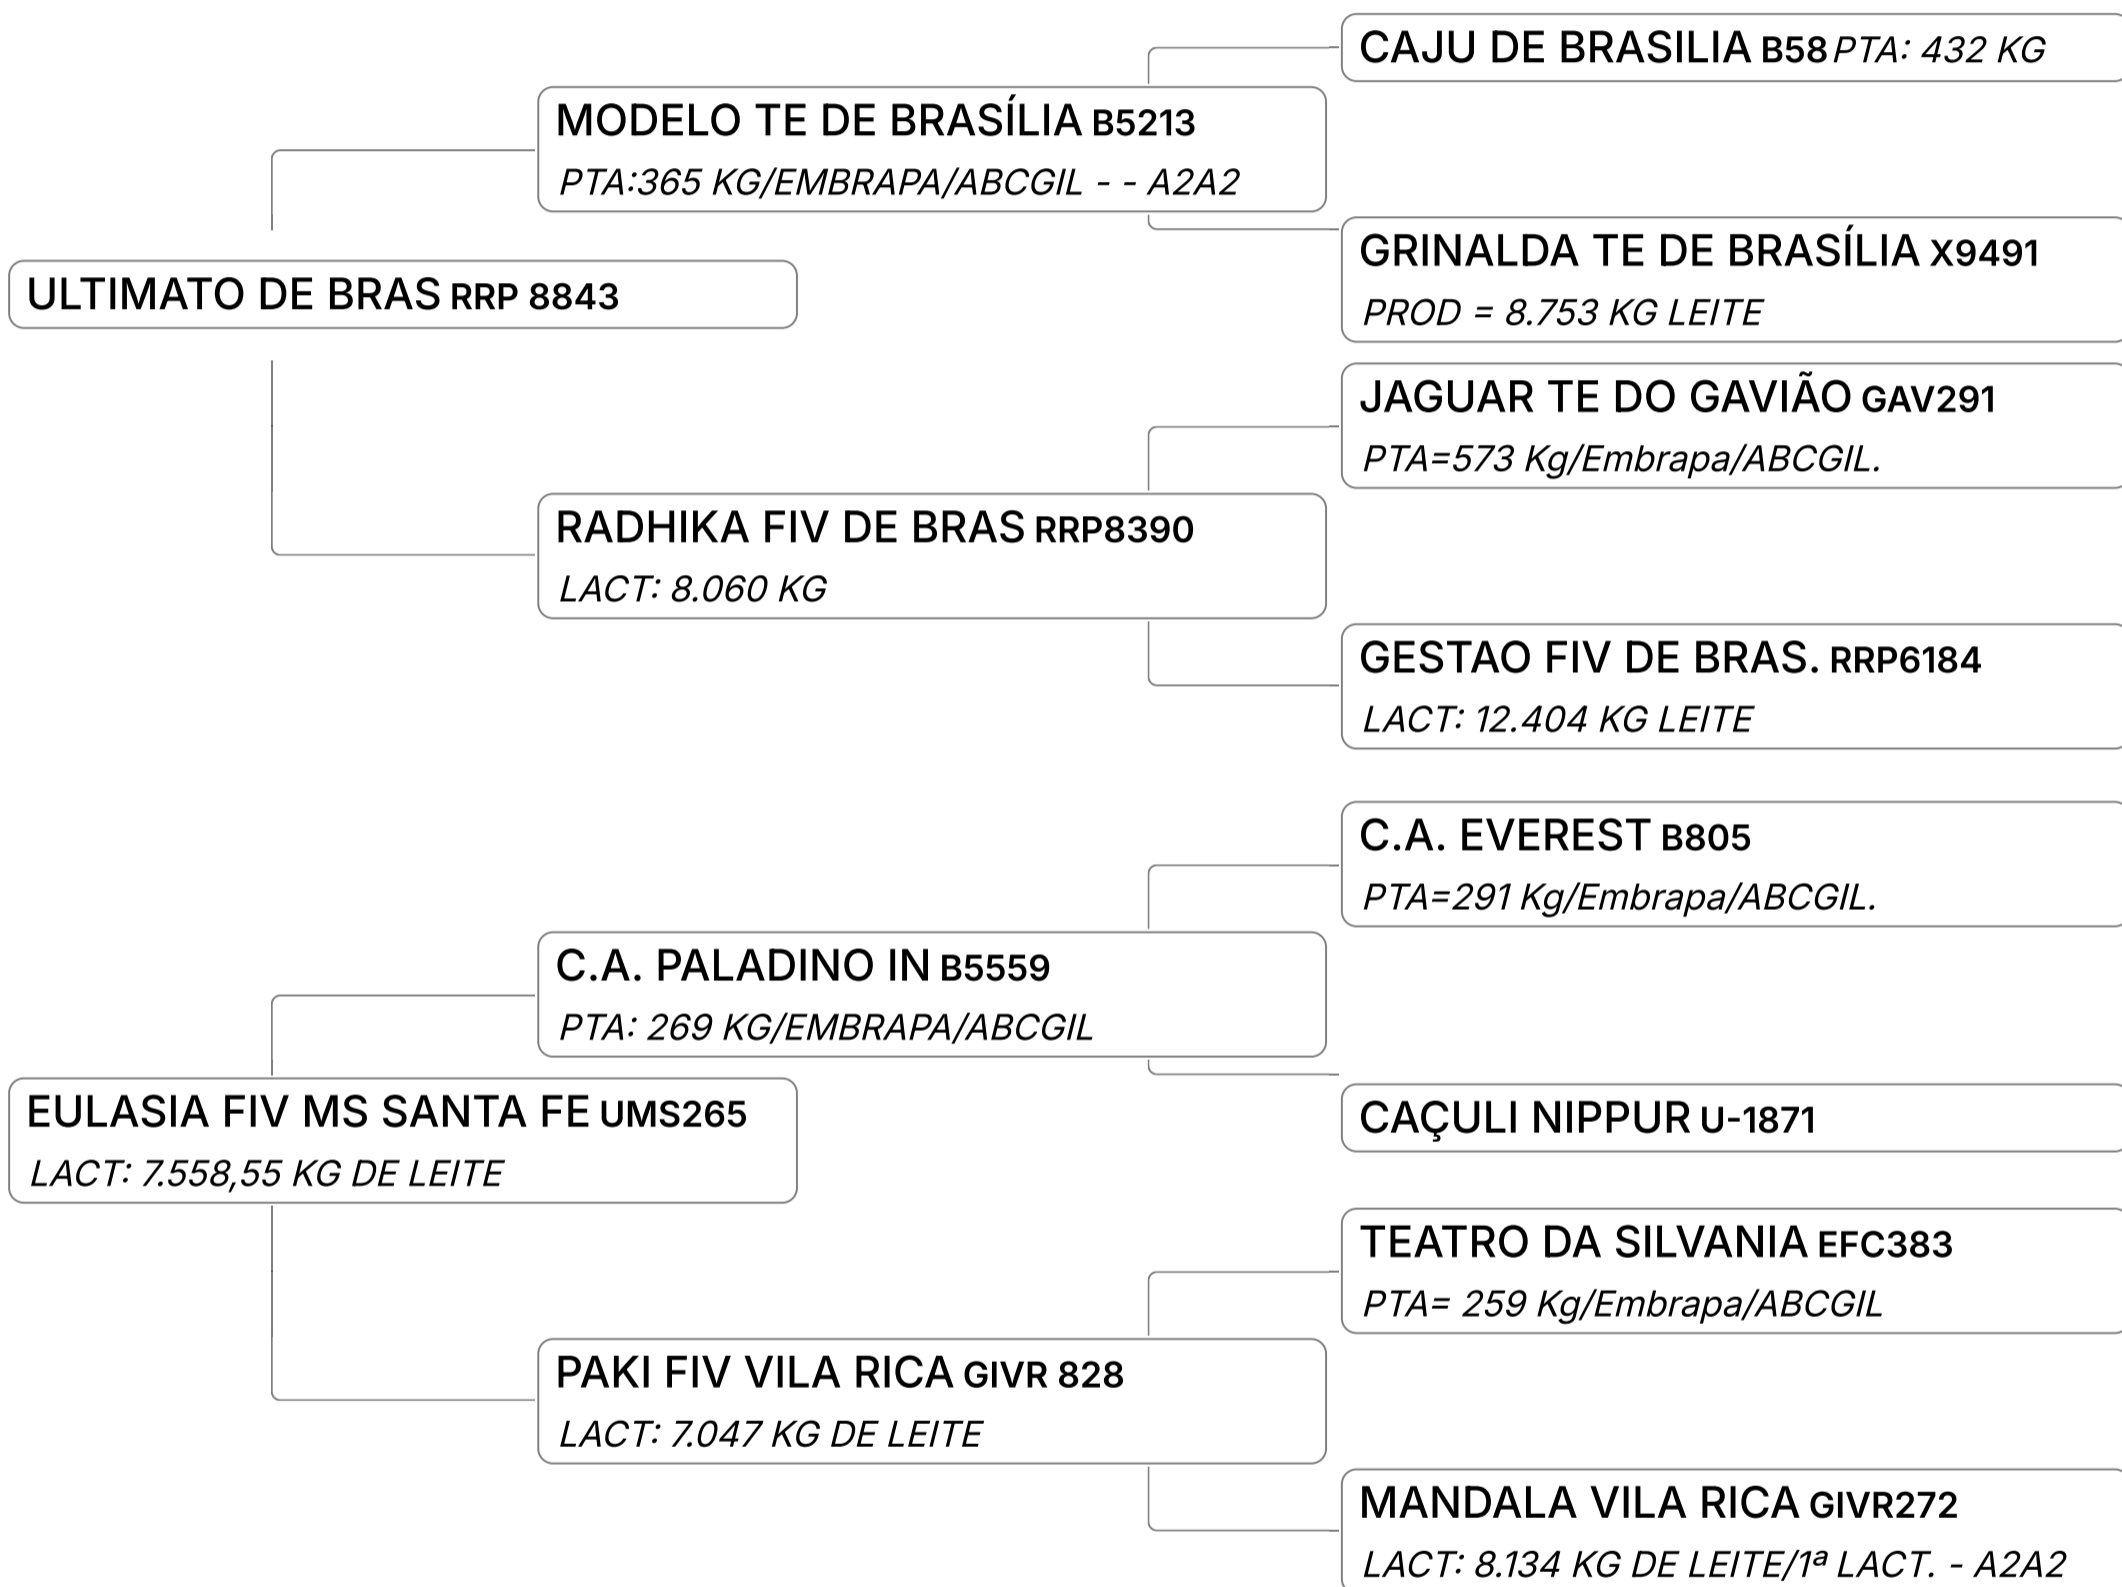 CAJU DE BRASILIA B58 PTA: 432 KG
MODELO TE DE BRASÍLIA B5213
PTA:365 KG/EMBRAPA/ABCGIL - - A2A2
GRINALDA TE DE BRASÍLIA X9491
PROD = 8.753 KG LEITE
ULTIMATO DE BRAS RRP 8843
JAGUAR TE DO GAVIÃO GAV291
PTA=573 Kg/Embrapa/ABCGIL.
RADHIKA FIV DE BRAS RRP8390
LACT: 8.060 KG
GESTAO FIV DE BRAS. RRP6184
LACT: 12.404 KG LEITE
C.A. EVEREST B805
PTA=291 Kg/Embrapa/ABCGIL.
C.A. PALADINO IN B5559
PTA: 269 KG/EMBRAPA/ABCGIL
CAÇULI NIPPUR U-1871
EULASIA FIV MS SANTA FE UMS265
LACT: 7.558,55 KG DE LEITE
TEATRO DA SILVANIA EFC383
PTA= 259 Kg/Embrapa/ABCGIL
PAKI FIV VILA RICA GIVR 828
LACT: 7.047 KG DE LEITE
MANDALA VILA RICA GIVR272
LACT: 8.134 KG DE LEITE/1ª LACT. - A2A2